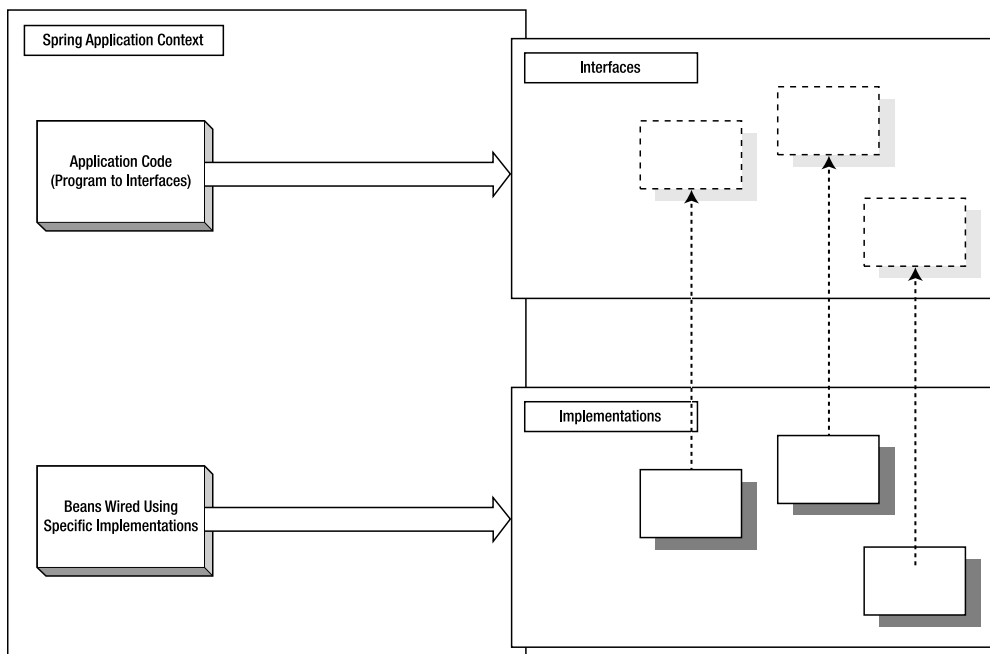 Spring Application Context
Interfaces
Application Code
(Program to Interfaces)
Implementations
Beans Wired Using
Specific Implementations